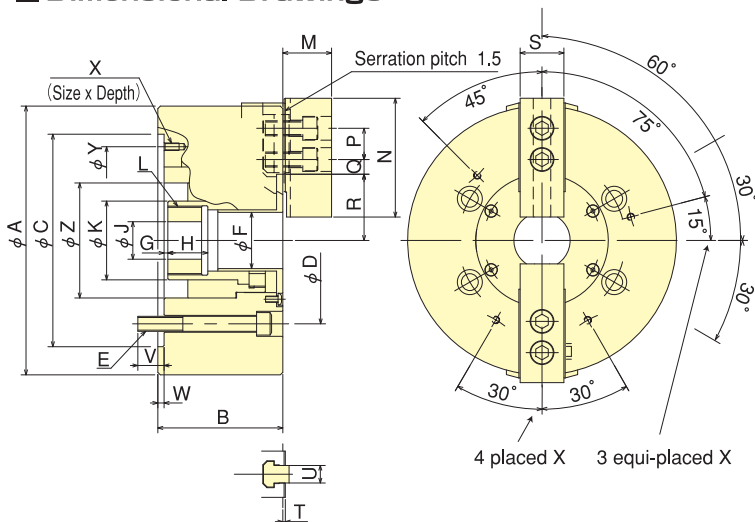 Dimensional Drawings
M
S
X
(Size x Depth)
Serration pitch 1.5
60°
45°
75°
φY
P
N
L
Q
30°
φA
φC
φZ
φK
φJ
R
15°
G
H
φF
φD
30°
E
V
W
B
30°
30°
4 placed X
3 equi-placed X
U
T